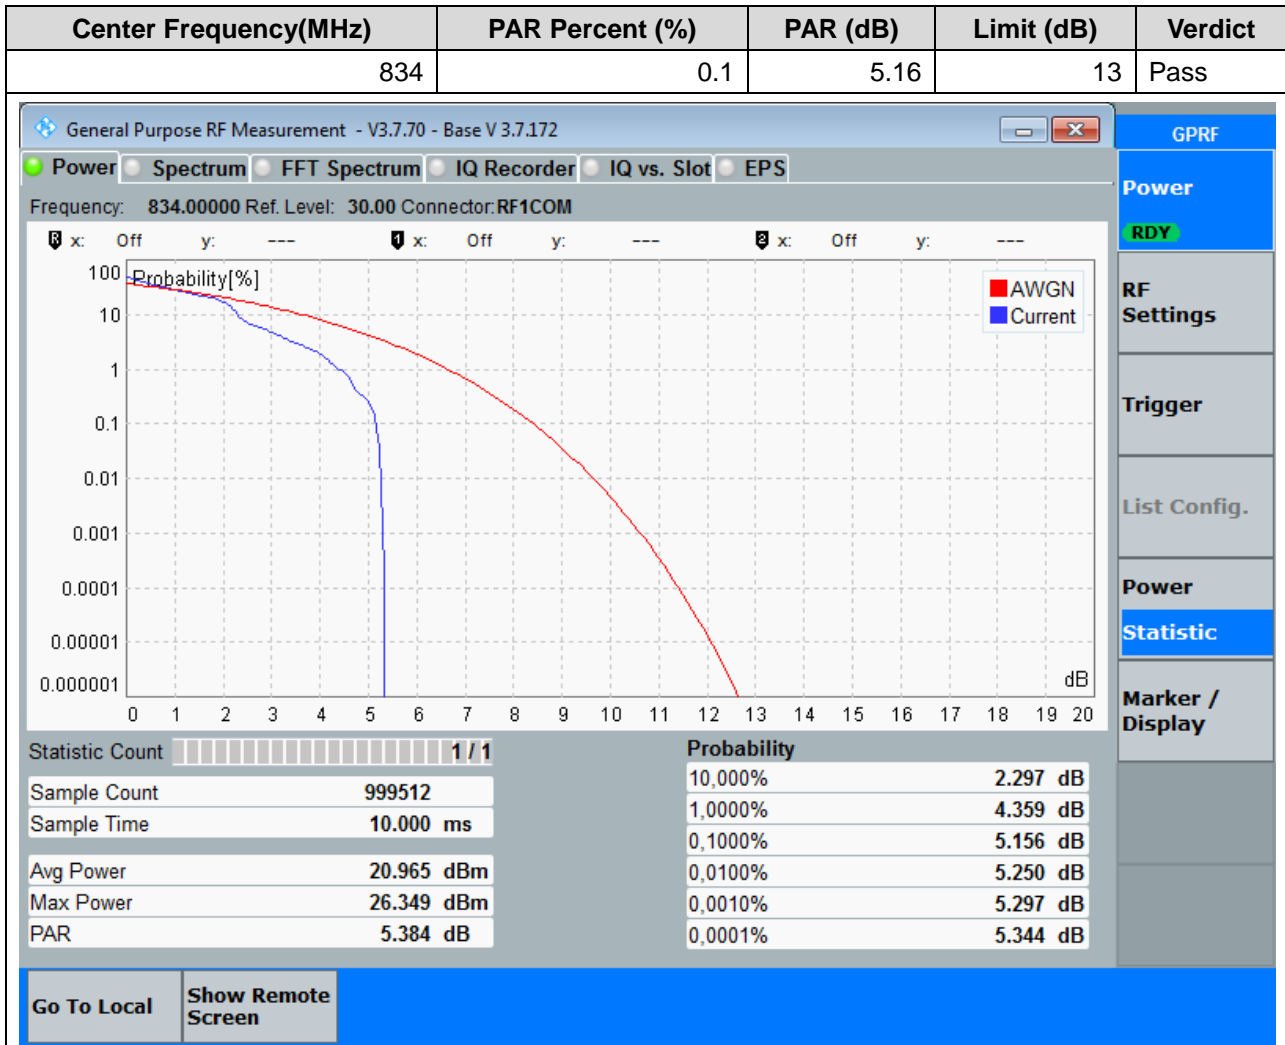 Center Frequency(MHz) PAR Percent (%) PAR (dB) Limit (dB) Verdict
834 0.1 5.16 13 Pass
General Purpose RF Measurement - V3.7.70 - Base V 3.7.172
GPRF
Power Spectrum FFT Spectrum IQ Recorder IQ vs. Slot EPS
Frequency: 834.00000 Ref. Level: 30.00 Connector: RF1COM
R x: Off y: --- 1 x: Off y: --- 2 x: Off y: ---
Probability[%]
AWGN
Current
100
10
1
0.1
0.01
0.001
0.0001
0.00001
0.000001
dB
0 1 2 3 4 5 6 7 8 9 10 11 12 13 14 15 16 17 18 19 20
Statistic Count 1 / 1
Sample Count 999512
Sample Time 10.000 ms
Avg Power 20.965 dBm
Max Power 26.349 dBm
PAR 5.384 dB
Probability
10,000% 2.297 dB
1,0000% 4.359 dB
0,1000% 5.156 dB
0,0100% 5.250 dB
0,0010% 5.297 dB
0,0001% 5.344 dB
Power
RDY
RF
Settings
Trigger
List Config.
Power
Statistic
Marker /
Display
Go To Local
Show Remote
Screen